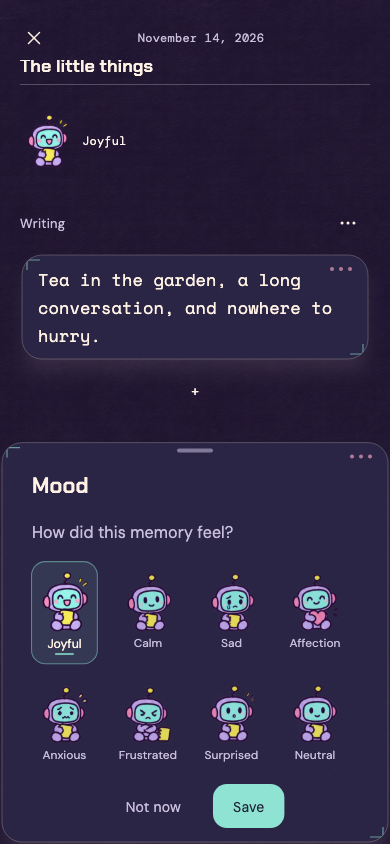 November 14, 2026
The little things
Joyful
Writing
Tea in the garden, a long
conversation, and nowhere to
hurry.
+
Mood
How did this memory feel?
Joyful
Calm
Sad
Affection
Anxious
Frustrated
Surprised
Neutral
Not now
Save